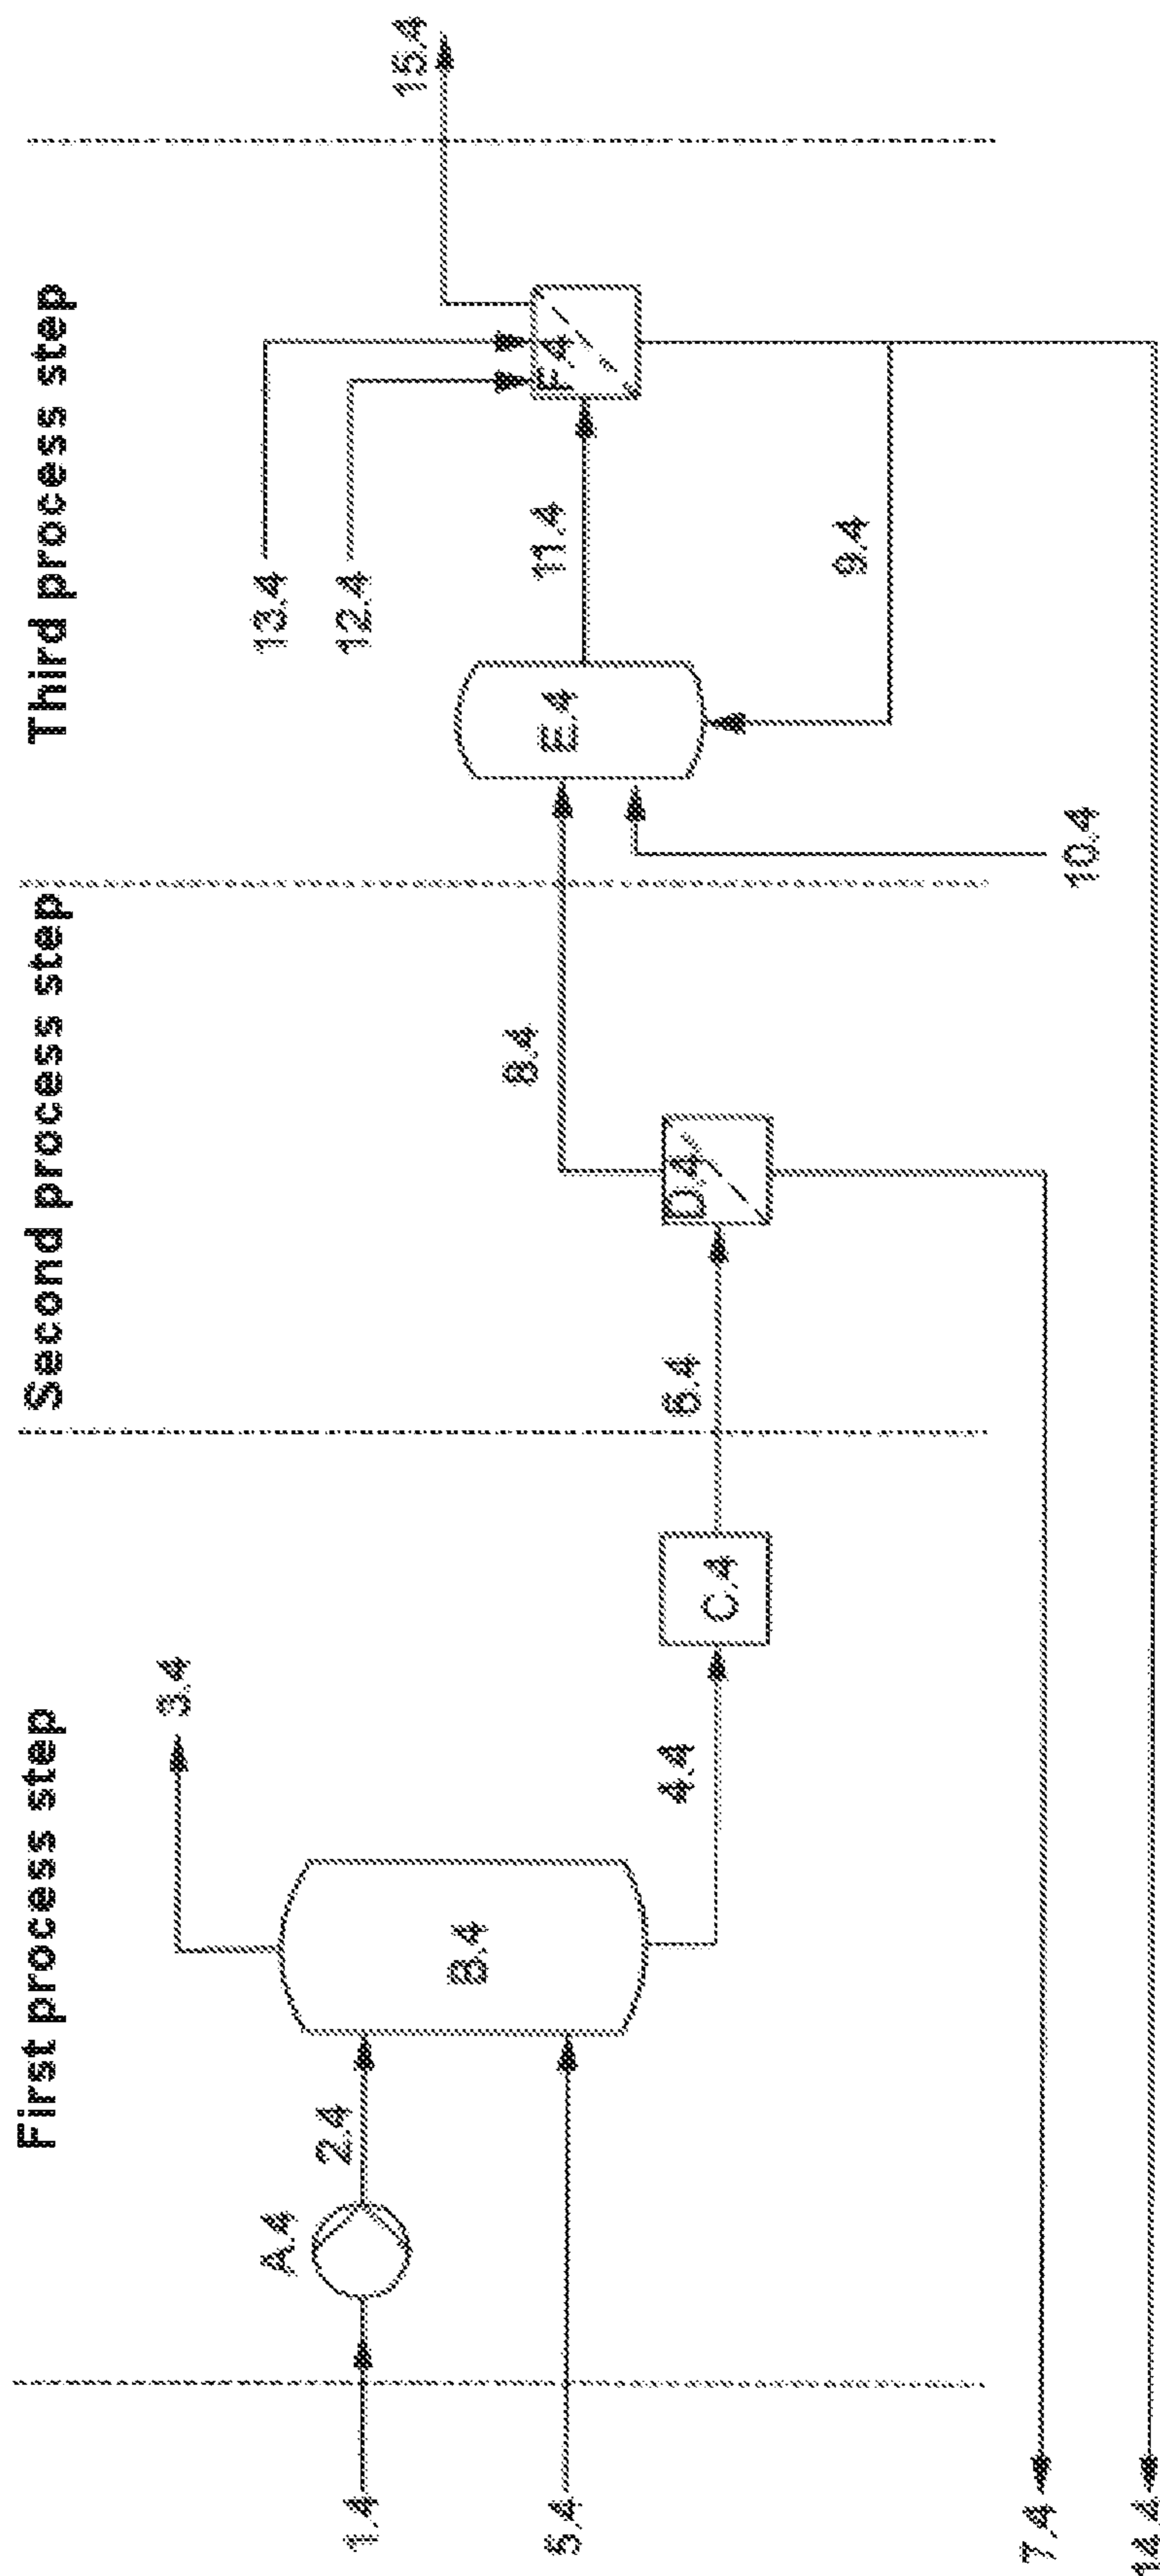 First process step
Second process step
Third process step
1.4
A.4
2.4
3.4
B.4
5.4
4.4
C.4
6.4
D.4
8.4
7.4
10.4
E.4
9.4
11.4
13.4
12.4
F.4
15.4
14.4